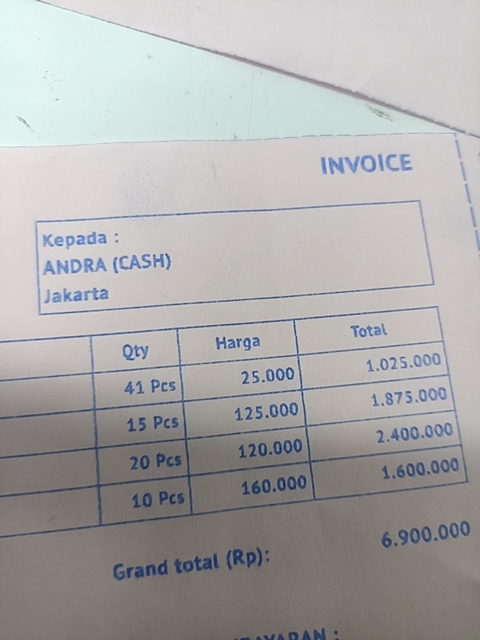 INVOICE
Kepada :
ANDRA (CASH)
Jakarta
Qty Harga Total
41 Pcs 25.000 1.025.000
15 Pcs 125.000 1.875.000
20 Pcs 120.000 2.400.000
10 Pcs 160.000 1.600.000
Grand total (Rp): 6.900.000